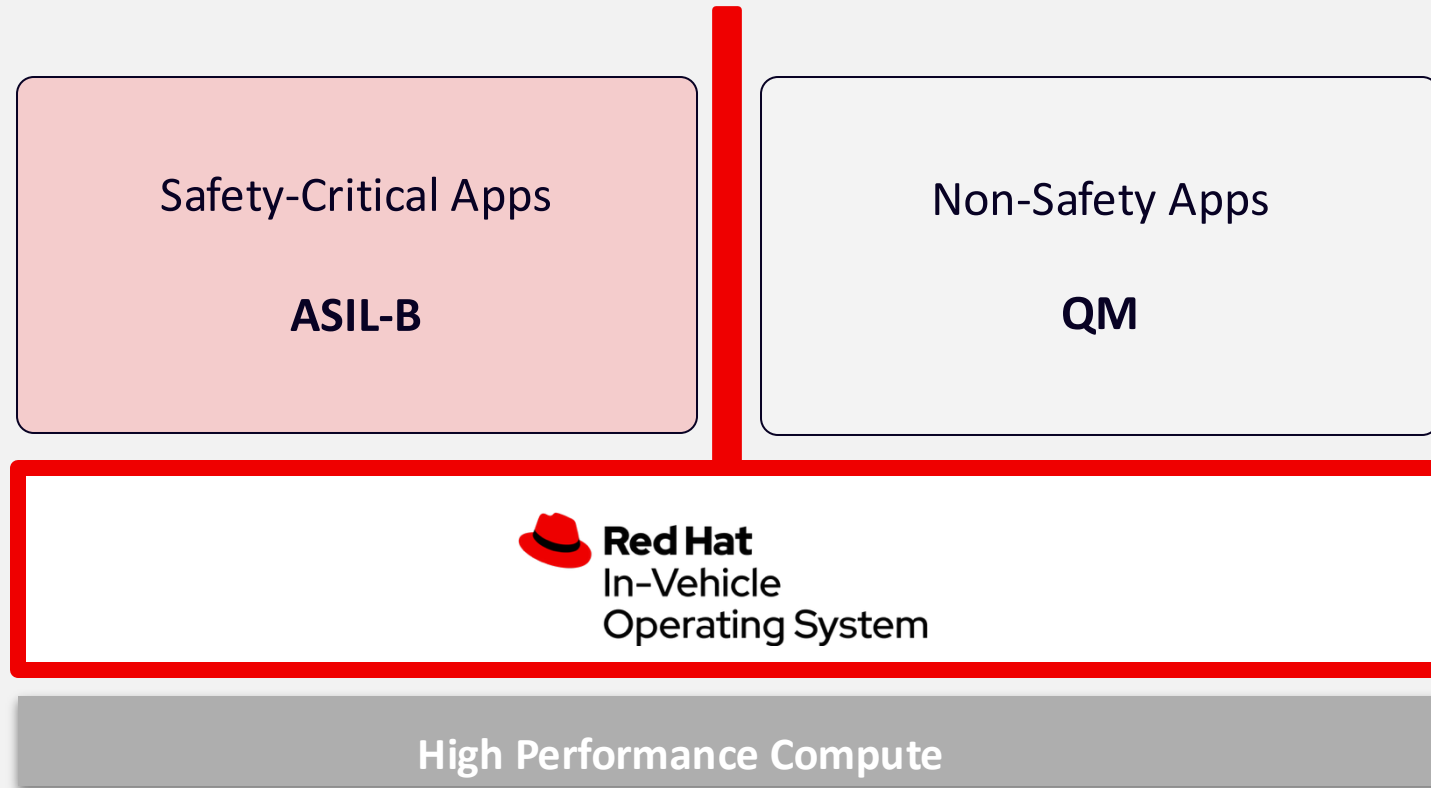 Safety-Critical Apps
ASIL-B
Non-Safety Apps
QM
Red Hat
In-Vehicle
Operating System
High Performance Compute